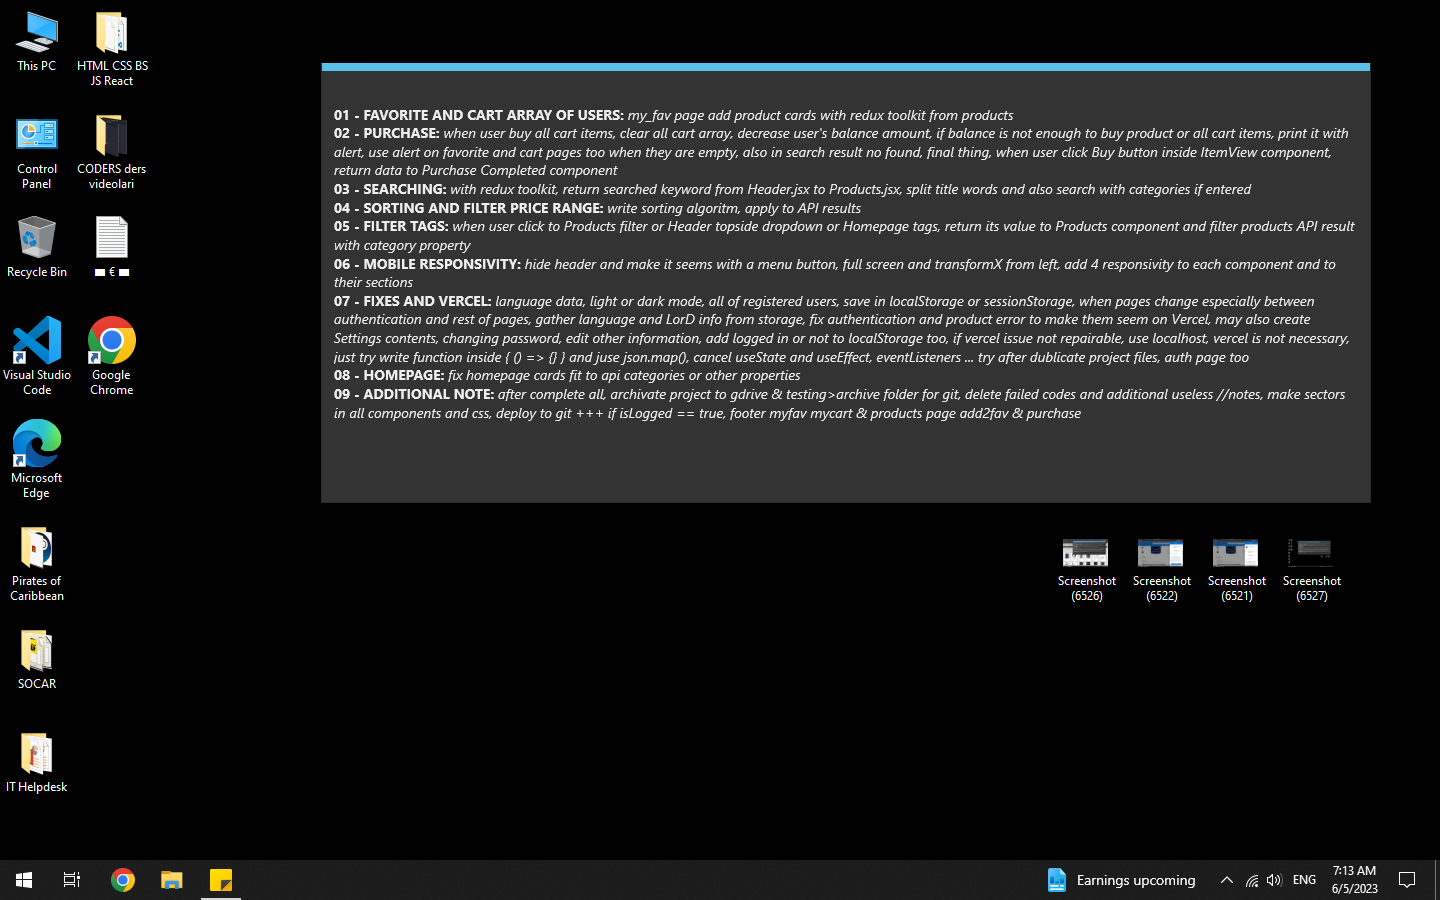 This PC
HTML CSS BS
JS React
Control
Panel
CODERS ders
videolari
Recycle Bin
€
Visual Studio
Code
Google
Chrome
Microsoft
Edge
Pirates of
Caribbean
SOCAR
IT Helpdesk
01 - FAVORITE AND CART ARRAY OF USERS: my_fav page add product cards with redux toolkit from products
02 - PURCHASE: when user buy all cart items, clear all cart array, decrease user's balance amount, if balance is not enough to buy product or all cart items, print it with
alert, use alert on favorite and cart pages too when they are empty, also in search result no found, final thing, when user click Buy button inside ItemView component,
return data to Purchase Completed component
03 - SEARCHING: with redux toolkit, return searched keyword from Header.jsx to Products.jsx, split title words and also search with categories if entered
04 - SORTING AND FILTER PRICE RANGE: write sorting algoritm, apply to API results
05 - FILTER TAGS: when user click to Products filter or Header topside dropdown or Homepage tags, return its value to Products component and filter products API result
with category property
06 - MOBILE RESPONSIVITY: hide header and make it seems with a menu button, full screen and transformX from left, add 4 responsivity to each component and to
their sections
07 - FIXES AND VERCEL: language data, light or dark mode, all of registered users, save in localStorage or sessionStorage, when pages change especially between
authentication and rest of pages, gather language and LorD info from storage, fix authentication and product error to make them seem on Vercel, may also create
Settings contents, changing password, edit other information, add logged in or not to localStorage too, if vercel issue not repairable, use localhost, vercel is not necessary,
just try write function inside { () => {} } and juse json.map(), cancel useState and useEffect, eventListeners ... try after dublicate project files, auth page too
08 - HOMEPAGE: fix homepage cards fit to api categories or other properties
09 - ADDITIONAL NOTE: after complete all, archivate project to gdrive & testing>archive folder for git, delete failed codes and additional useless //notes, make sectors
in all components and css, deploy to git +++ if isLogged == true, footer myfav mycart & products page add2fav & purchase
Screenshot
(6526)
Screenshot
(6522)
Screenshot
(6521)
Screenshot
(6527)
Earnings upcoming
ENG
7:13 AM
6/5/2023